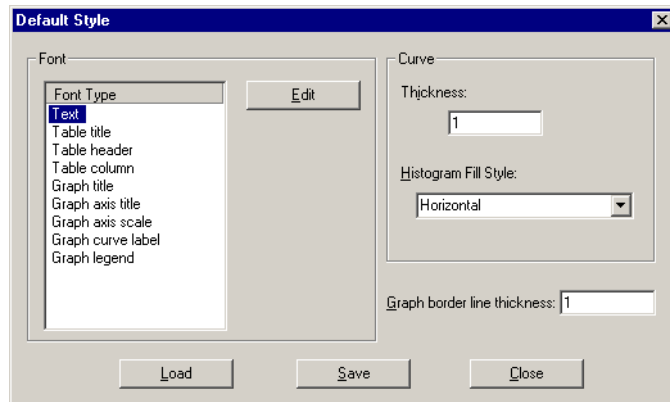 Default Style
Font
Font Type
Text
Table title
Table header
Table column
Graph title
Graph axis title
Graph axis scale
Graph curve label
Graph legend
Edit
Curve
Thickness:
1
Histogram Fill Style:
Horizontal
Graph border line thickness: 1
Load
Save
Close